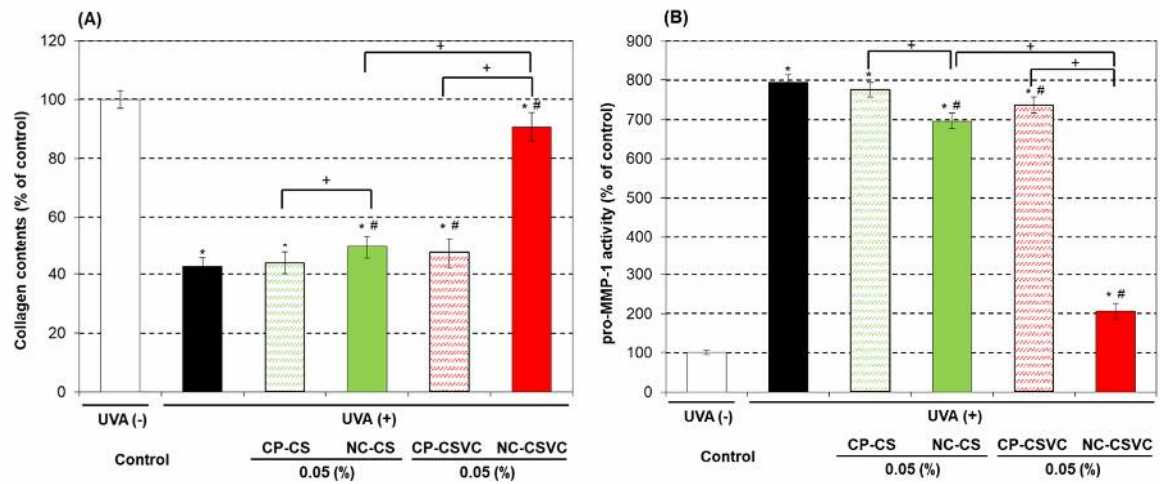 (A)
Collagen contents (% of control)
120
100
80
60
40
20
0
*
*
* #
* #
* #
+
+
+
UVA (-)
UVA (+)
Control
CP-CS
NC-CS
CP-CSVC
NC-CSVC
0.05 (%)
0.05 (%)
(B)
pro-MMP-1 activity (% of control)
900
800
700
600
500
400
300
200
100
0
*
*
* #
* #
* #
+
+
+
UVA (-)
UVA (+)
Control
CP-CS
NC-CS
CP-CSVC
NC-CSVC
0.05 (%)
0.05 (%)